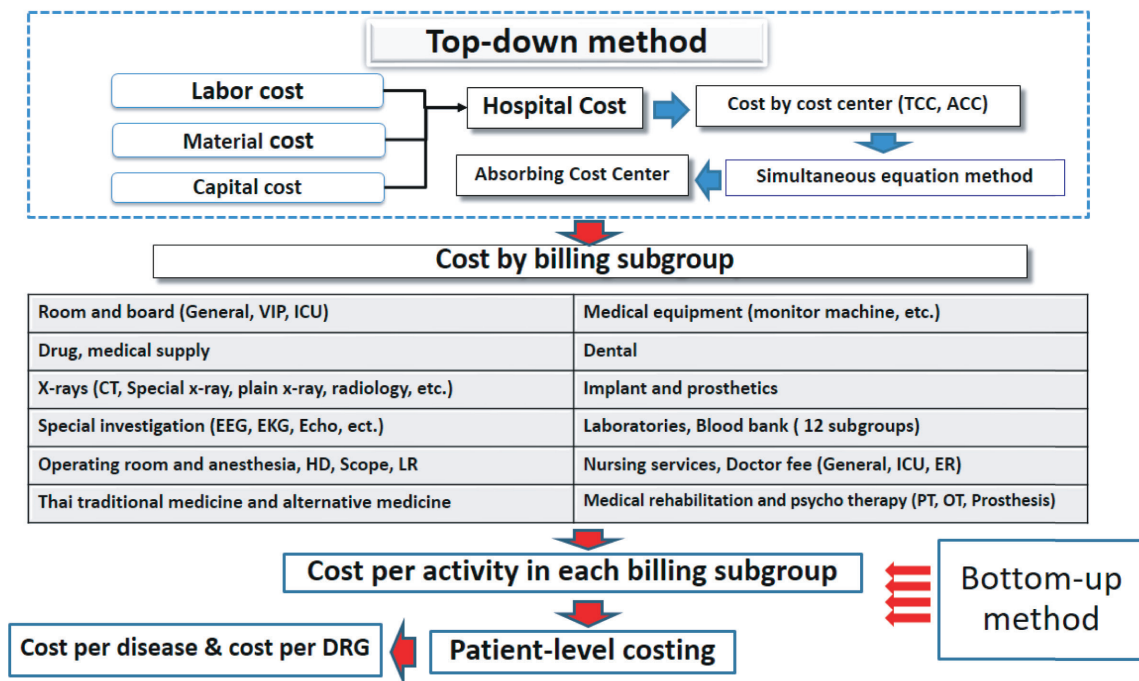 Top-down method
Labor cost
Material cost
Capital cost
Hospital Cost
Cost by cost center (TCC, ACC)
Absorbing Cost Center
Simultaneous equation method
Cost by billing subgroup
Room and board (General, VIP, ICU)
Medical equipment (monitor machine, etc.)
Drug, medical supply
Dental
X-rays (CT, Special x-ray, plain x-ray, radiology, etc.)
Implant and prosthetics
Special investigation (EEG, EKG, Echo, ect.)
Laboratories, Blood bank ( 12 subgroups)
Operating room and anesthesia, HD, Scope, LR
Nursing services, Doctor fee (General, ICU, ER)
Thai traditional medicine and alternative medicine
Medical rehabilitation and psycho therapy (PT, OT, Prosthesis)
Cost per activity in each billing subgroup
Bottom-up
method
Cost per disease & cost per DRG
Patient-level costing